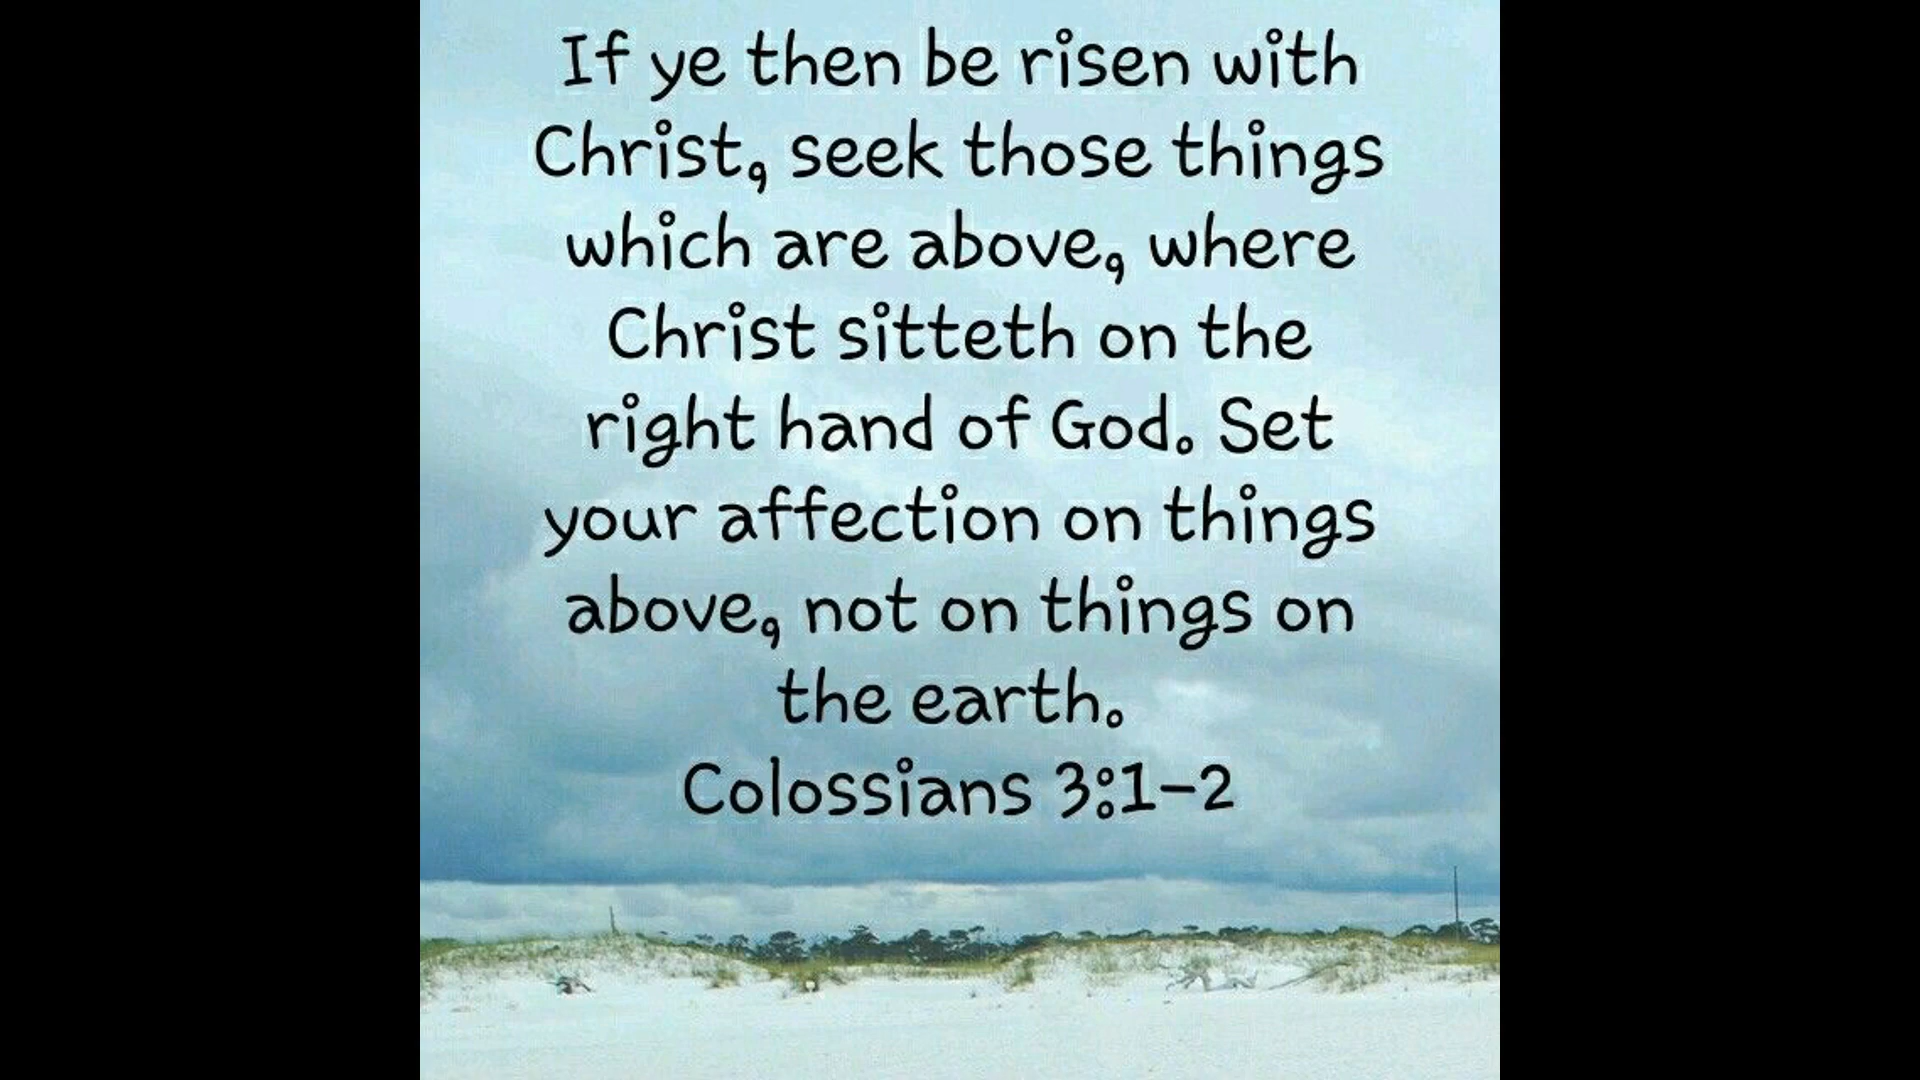 If ye then be risen with
Christ, seek those things
which are above, where
Christ sitteth on the
right hand of God. Set
your affection on things
above, not on things on
the earth.
Colossians 3:1-2